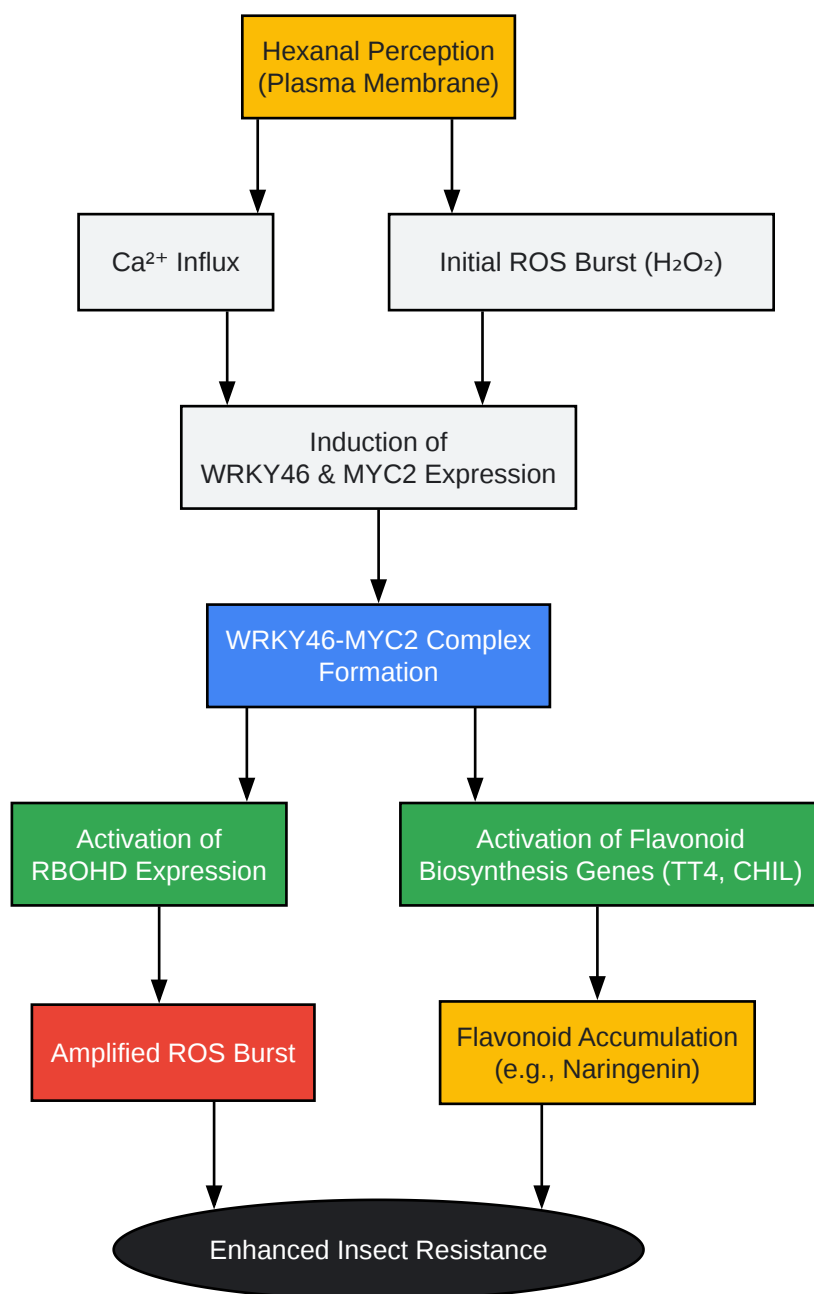 Hexanal Perception
(Plasma Membrane)
Ca²⁺ Influx
Initial ROS Burst (H₂O₂)
Induction of
WRKY46 & MYC2 Expression
WRKY46-MYC2 Complex
Formation
Activation of
RBOHD Expression
Activation of Flavonoid
Biosynthesis Genes (TT4, CHIL)
Amplified ROS Burst
Flavonoid Accumulation
(e.g., Naringenin)
Enhanced Insect Resistance